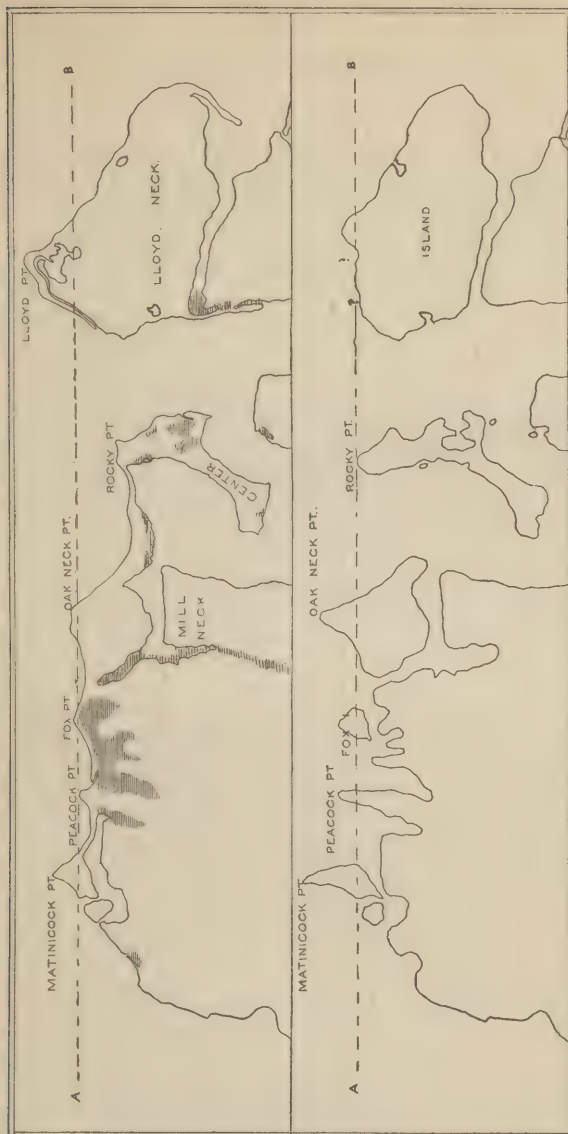 A
MATINICOCK PT
PEACOCK PT
FOX PT
OAK NECK PT.
ROCKY PT
LLOYD PT.
B
MILL
NECK
CENTER
LLOYD. NECK.
A
MATINICOCK PT
PEACOCK PT
FOX
OAK NECK PT.
ROCKY PT.
?
?
ISLAND
B